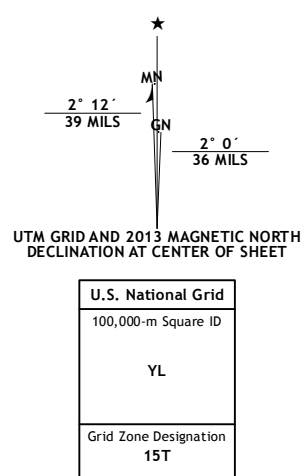 ★
MN
2° 12´
39 MILS
GN
2° 0´
36 MILS
UTM GRID AND 2013 MAGNETIC NORTH
DECLINATION AT CENTER OF SHEET
U.S. National Grid
100,000-m Square ID
YL
Grid Zone Designation
15T